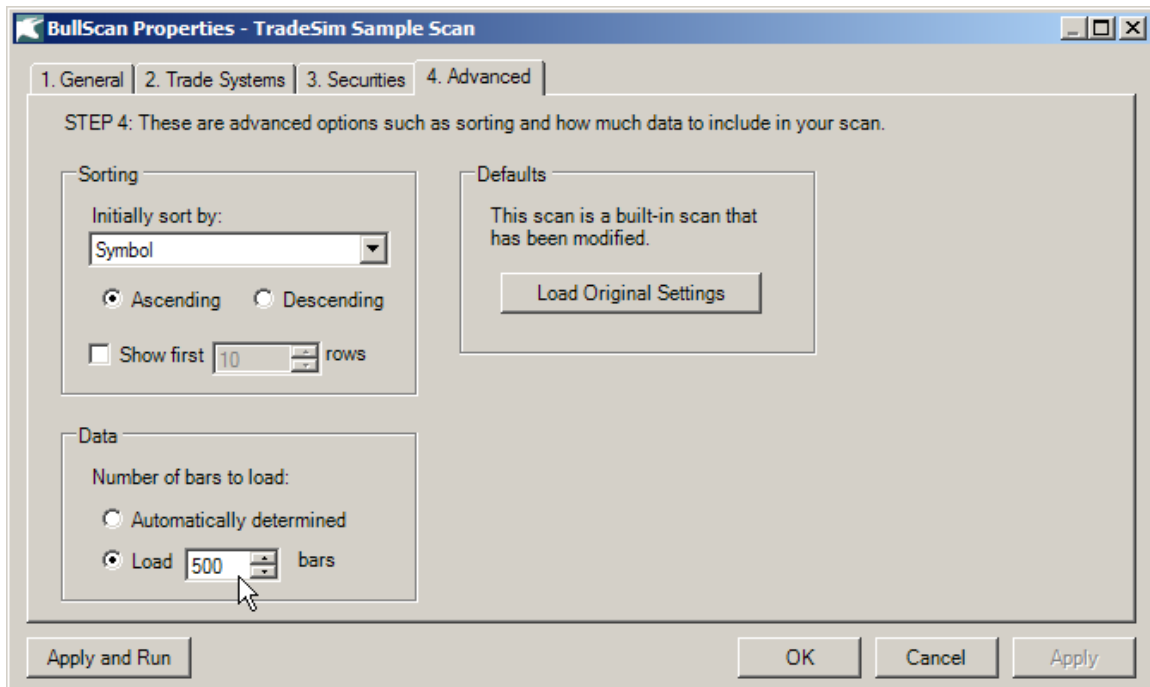 BullScan Properties - TradeSim Sample Scan
1. General 2. Trade Systems 3. Securities 4. Advanced
STEP 4: These are advanced options such as sorting and how much data to include in your scan.
Sorting
Initially sort by:
Symbol
Ascending Descending
Show first 10 rows
Defaults
This scan is a built-in scan that
has been modified.
Load Original Settings
Data
Number of bars to load:
Automatically determined
Load 500 bars
Apply and Run OK Cancel Apply